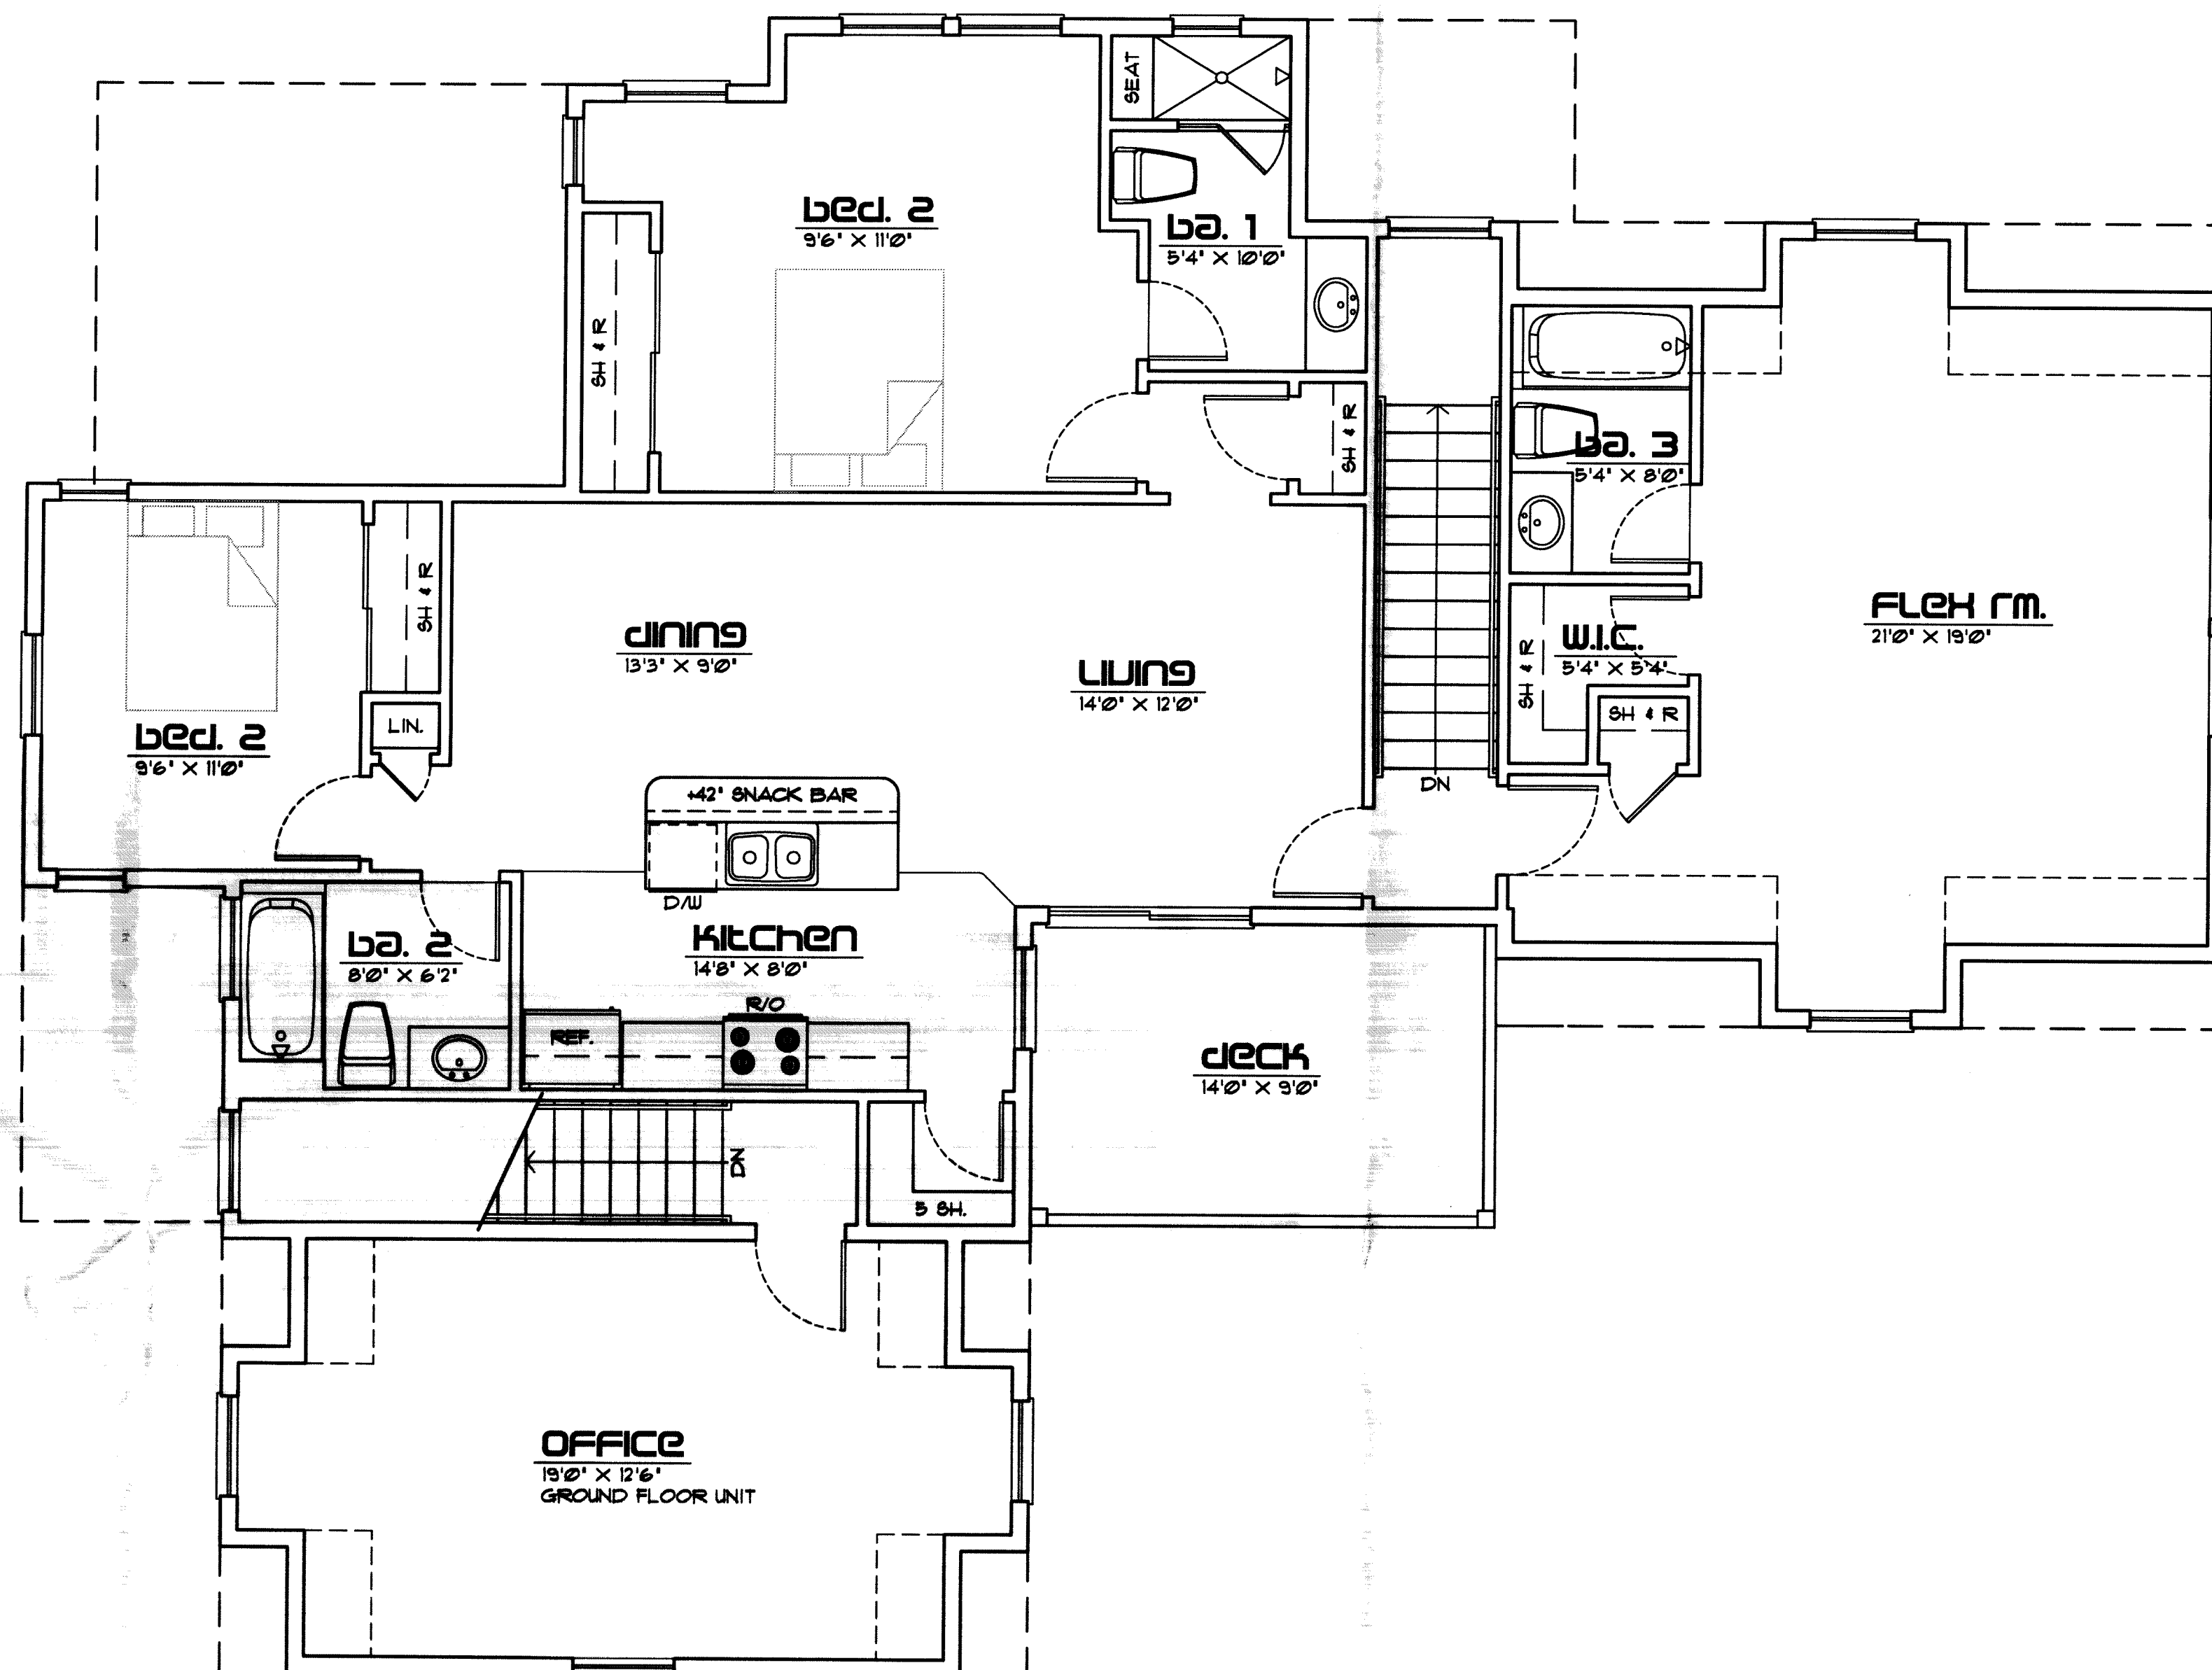 SEAT
bed. 2
9'6" X 11'0"
ba. 1
5'4" X 10'0"
SH & R
SH & R
ba. 3
5'4" X 8'0"
SH & R
dining
13'3" X 9'0"
LIVING
14'0" X 12'0"
FLEX rm.
21'0" X 19'0"
W.I.C.
5'4" X 5'4"
SH & R
SH & R
LIN.
bed. 2
9'6" X 11'0"
DN
+42" SNACK BAR
D/W
ba. 2
8'0" X 6'2"
Kitchen
14'8" X 8'0"
R/O
REF.
deck
14'0" X 9'0"
DN
5 SH.
OFFICE
19'0" X 12'6"
GROUND FLOOR UNIT